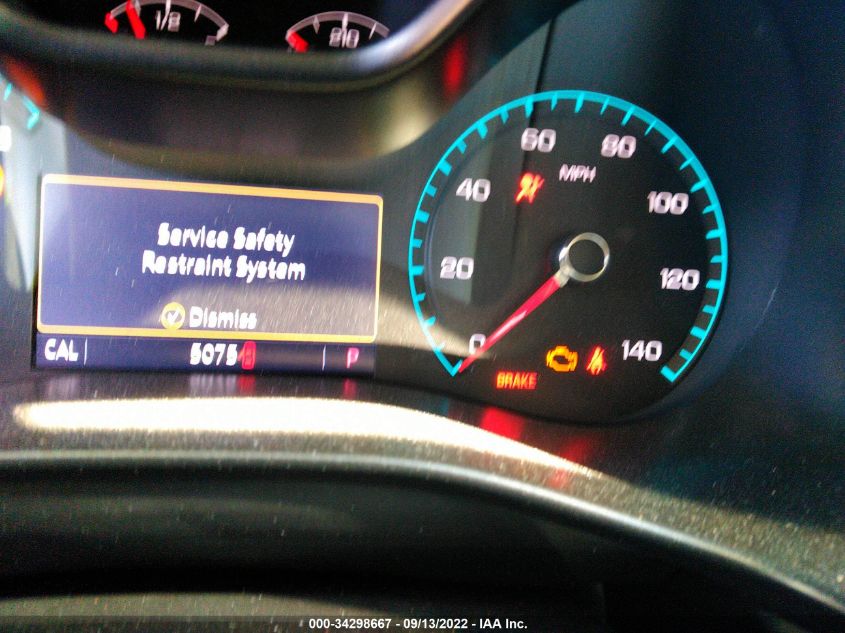 1/2
210
60
80
MPH
40
100
20
120
0
140
BRAKE
Service Safety
Restraint System
Dismiss
CAL
P
000-34298667 - 09/13/2022 - IAA Inc.